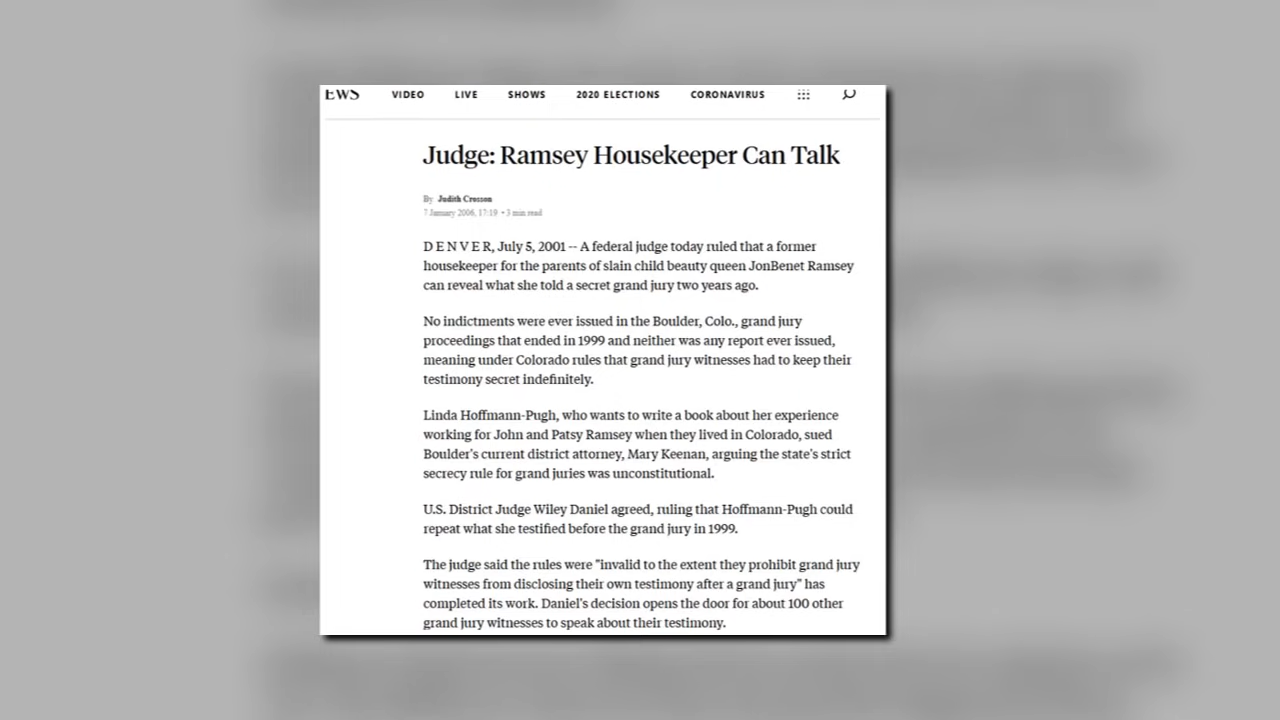 EWS VIDEO LIVE SHOWS 2020 ELECTIONS CORONAVIRUS
Judge: Ramsey Housekeeper Can Talk
By Judith Crosson
7 January 2006, 17:19 • 3 min read
D E N V E R, July 5, 2001 -- A federal judge today ruled that a former
housekeeper for the parents of slain child beauty queen JonBenet Ramsey
can reveal what she told a secret grand jury two years ago.
No indictments were ever issued in the Boulder, Colo., grand jury
proceedings that ended in 1999 and neither was any report ever issued,
meaning under Colorado rules that grand jury witnesses had to keep their
testimony secret indefinitely.
Linda Hoffmann-Pugh, who wants to write a book about her experience
working for John and Patsy Ramsey when they lived in Colorado, sued
Boulder's current district attorney, Mary Keenan, arguing the state's strict
secrecy rule for grand juries was unconstitutional.
U.S. District Judge Wiley Daniel agreed, ruling that Hoffmann-Pugh could
repeat what she testified before the grand jury in 1999.
The judge said the rules were "invalid to the extent they prohibit grand jury
witnesses from disclosing their own testimony after a grand jury" has
completed its work. Daniel's decision opens the door for about 100 other
grand jury witnesses to speak about their testimony.